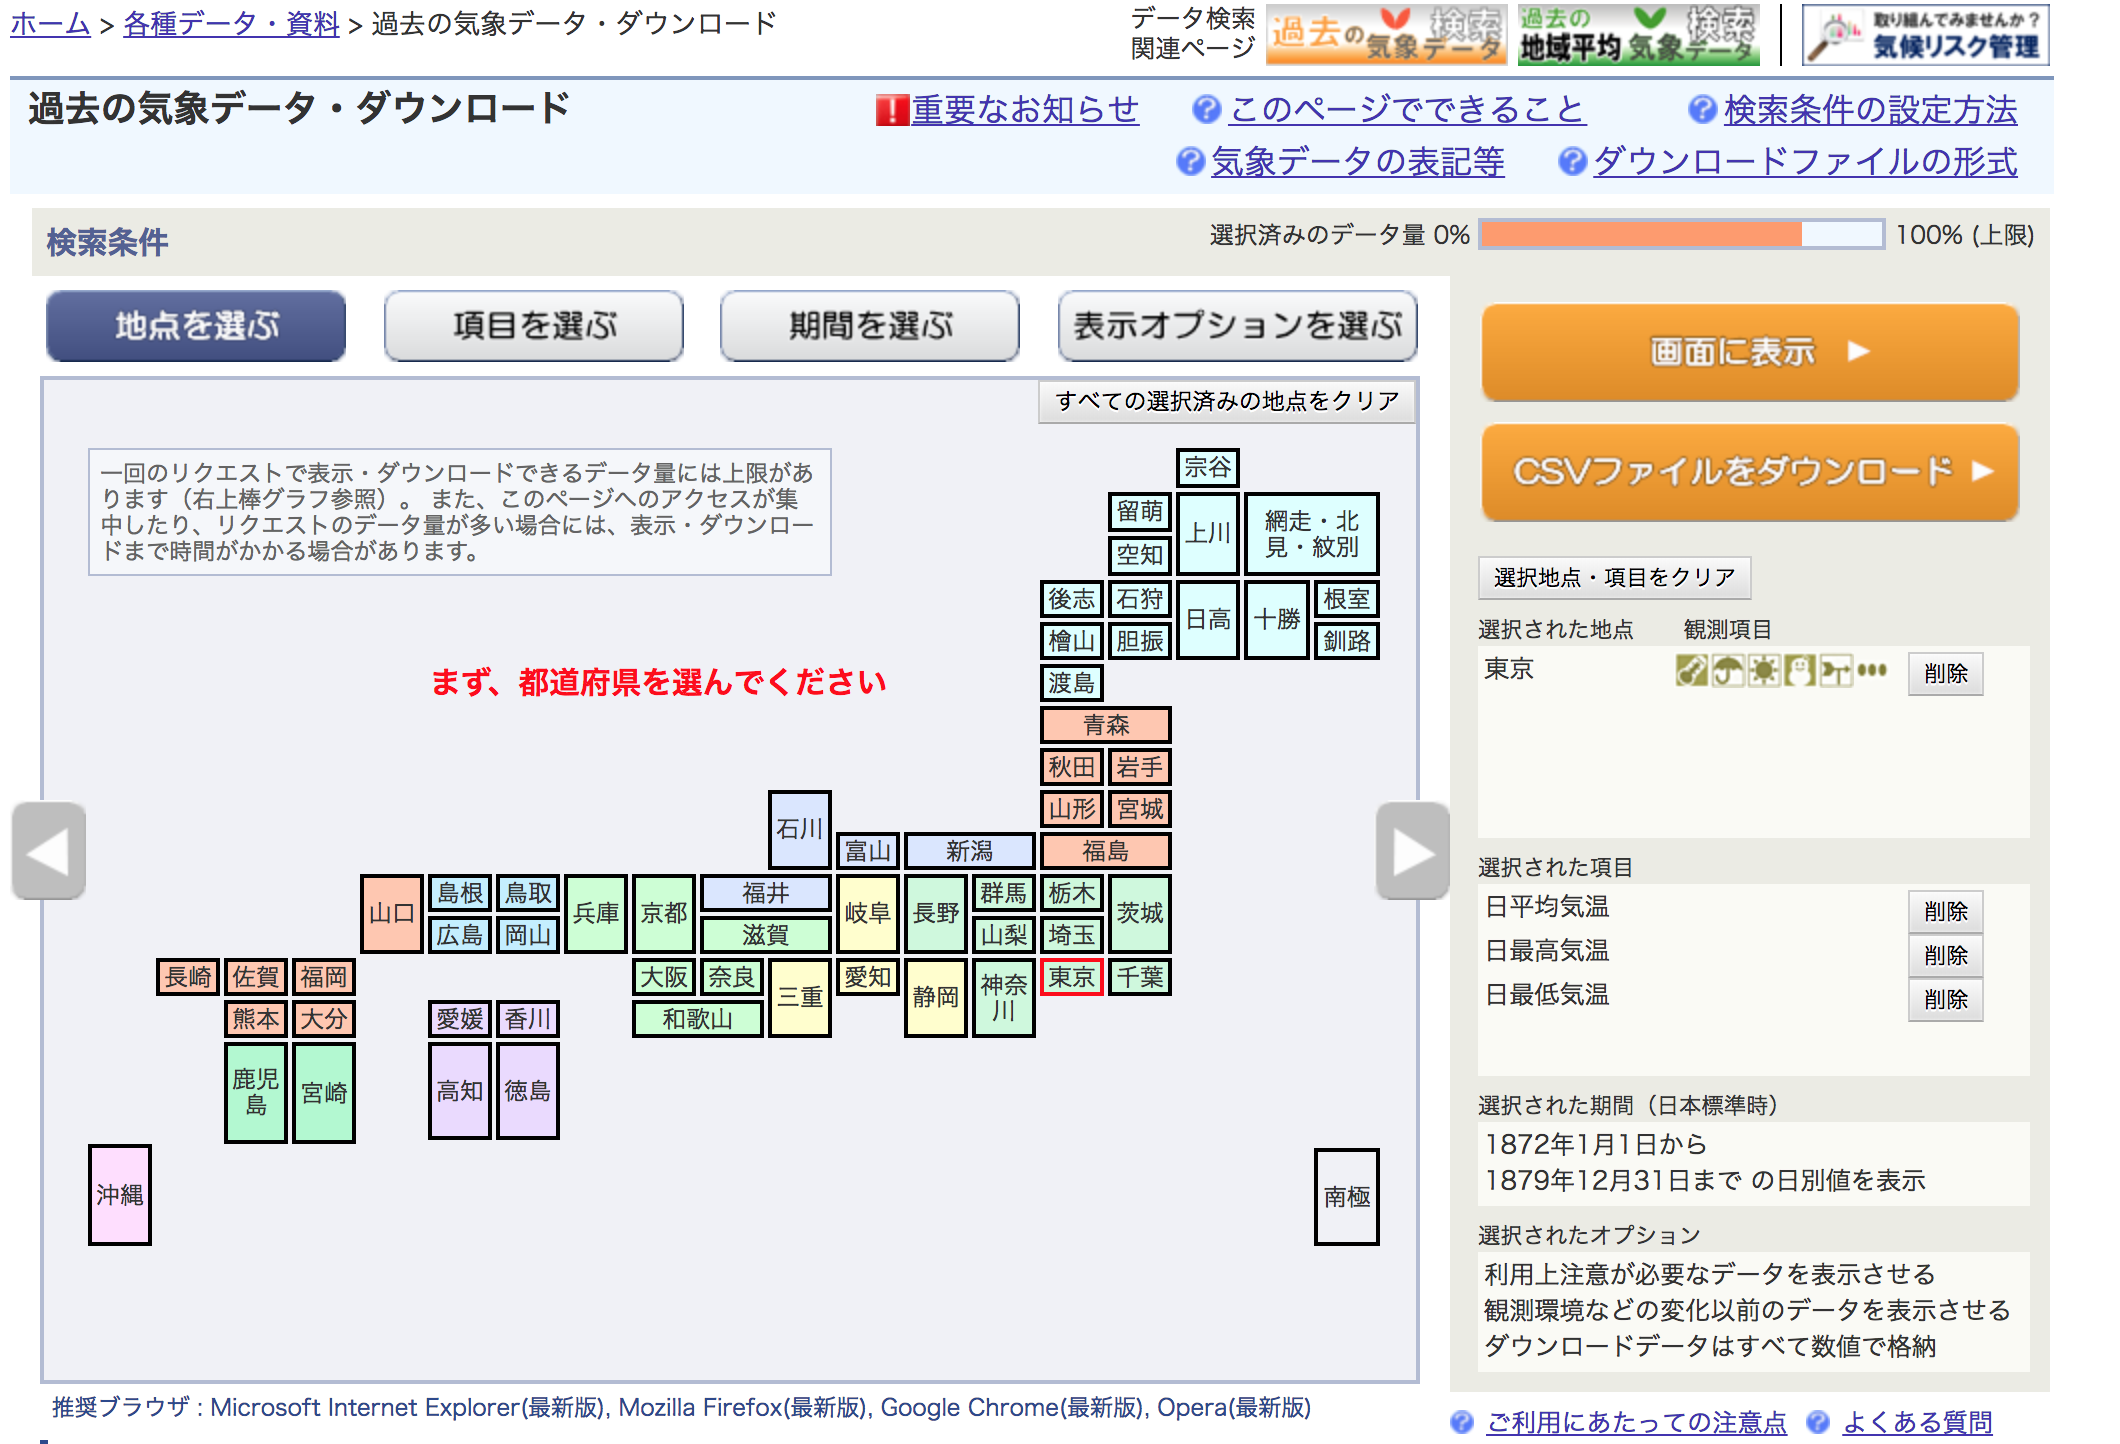 ホーム > 各種データ・資料 > 過去の気象データ・ダウンロード
データ検索
関連ページ
過去の気象データ検索
過去の地域平均気象データ検索
取り組んでみませんか？
気候リスク管理
過去の気象データ・ダウンロード
重要なお知らせ
このページでできること
検索条件の設定方法
気象データの表記等
ダウンロードファイルの形式
検索条件
選択済みのデータ量 0%
100% (上限)
地点を選ぶ
項目を選ぶ
期間を選ぶ
表示オプションを選ぶ
すべての選択済みの地点をクリア
一回のリクエストで表示・ダウンロードできるデータ量には上限があ
ります（右上棒グラフ参照）。 また、このページへのアクセスが集
中したり、リクエストのデータ量が多い場合には、表示・ダウンロー
ドまで時間がかかる場合があります。
まず、都道府県を選んでください
宗谷
留萌
上川
網走・北
見・紋別
空知
後志
石狩
日高
十勝
根室
檜山
胆振
釧路
渡島
青森
秋田
岩手
山形
宮城
石川
富山
新潟
福島
山口
島根
鳥取
兵庫
京都
福井
岐阜
長野
群馬
栃木
茨城
広島
岡山
滋賀
山梨
埼玉
長崎
佐賀
福岡
大阪
奈良
三重
愛知
静岡
神奈
川
東京
千葉
熊本
大分
愛媛
香川
和歌山
鹿児
島
宮崎
高知
徳島
沖縄
南極
画面に表示
CSVファイルをダウンロード
選択地点・項目をクリア
選択された地点
観測項目
東京
削除
選択された項目
日平均気温
削除
日最高気温
削除
日最低気温
削除
選択された期間（日本標準時）
1872年1月1日から
1879年12月31日まで の日別値を表示
選択されたオプション
利用上注意が必要なデータを表示させる
観測環境などの変化以前のデータを表示させる
ダウンロードデータはすべて数値で格納
推奨ブラウザ : Microsoft Internet Explorer(最新版), Mozilla Firefox(最新版), Google Chrome(最新版), Opera(最新版)
ご利用にあたっての注意点
よくある質問